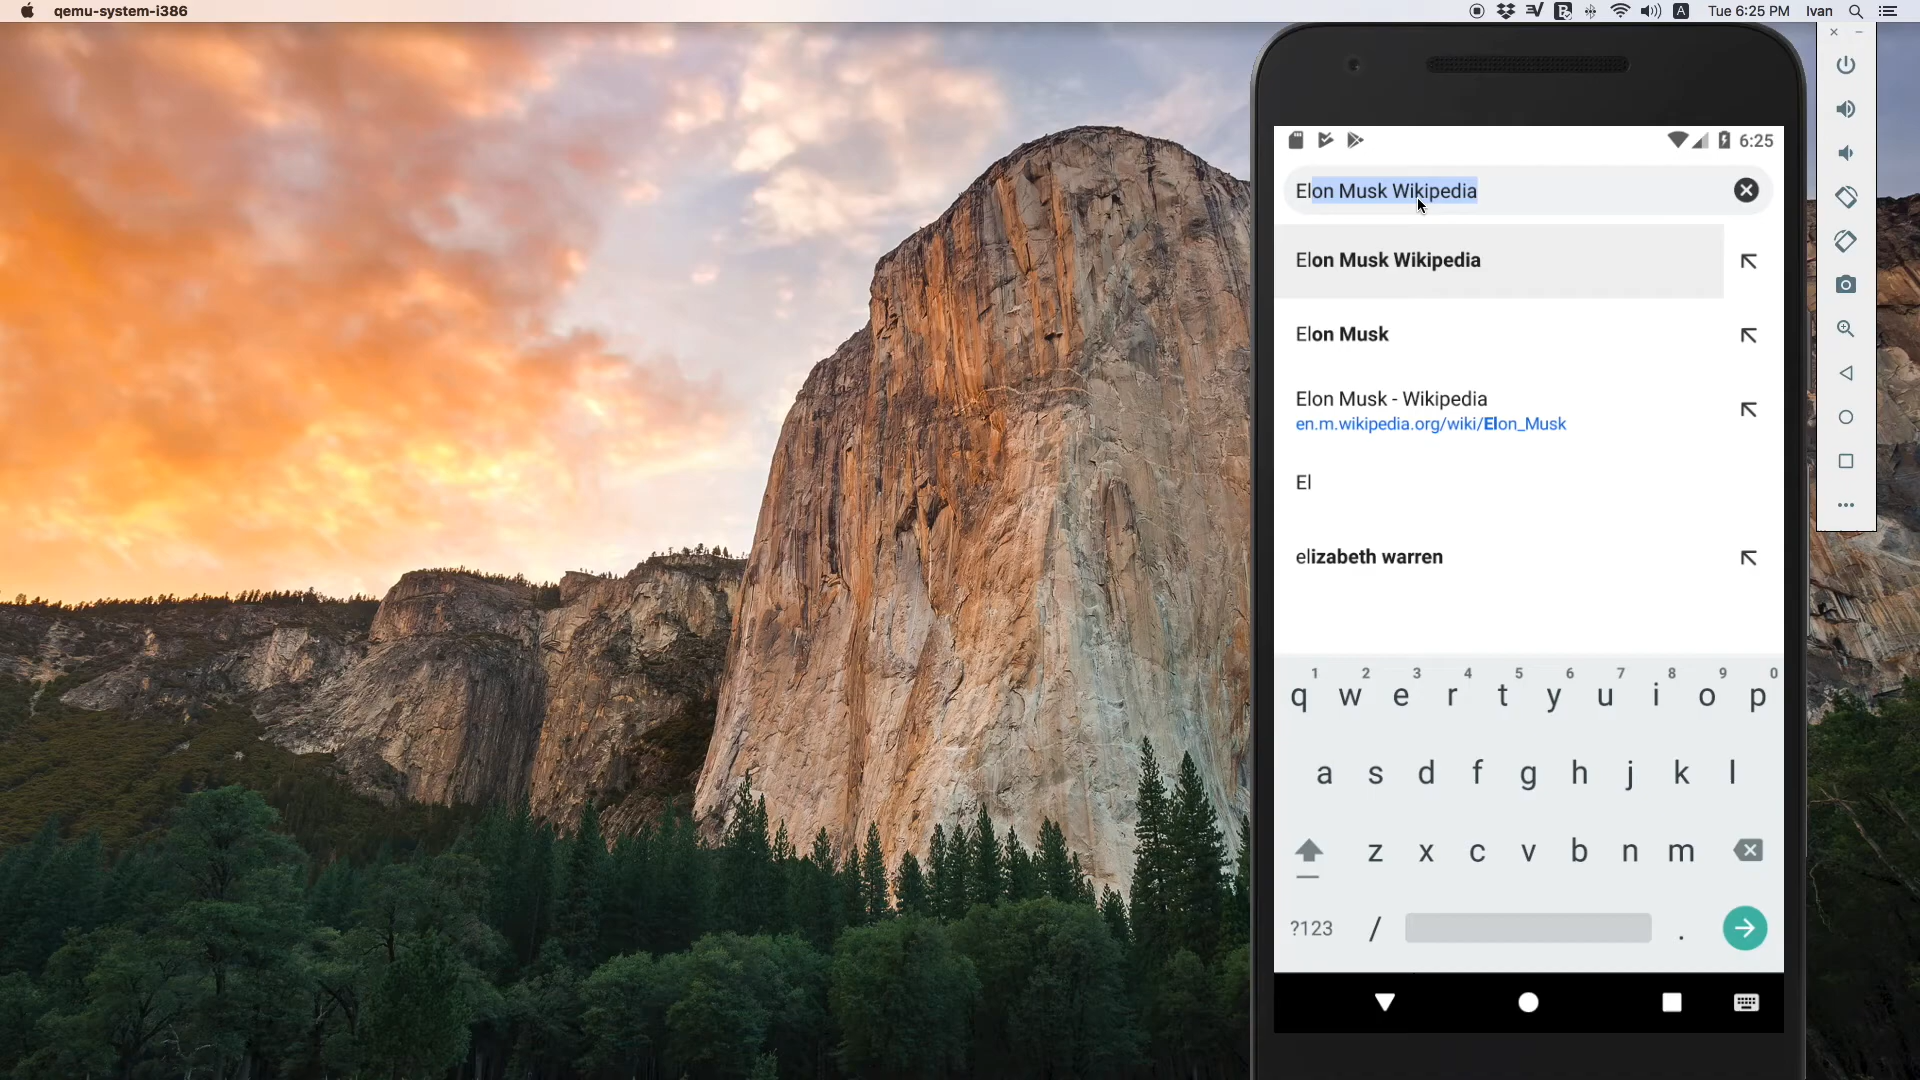 qemu-system-i386
Tue 6:25 PM Ivan
6:25
Elon Musk Wikipedia
Elon Musk Wikipedia
Elon Musk
Elon Musk - Wikipedia
en.m.wikipedia.org/wiki/Elon_Musk
El
elizabeth warren
1 2 3 4 5 6 7 8 9 0
q w e r t y u i o p
a s d f g h j k l
z x c v b n m
?123 / .